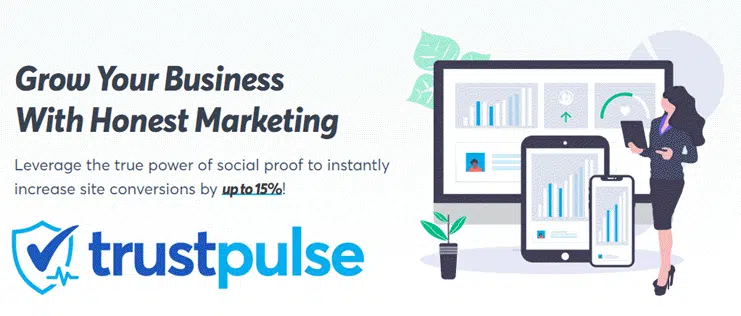 Grow Your Business
With Honest Marketing
Leverage the true power of social proof to instantly
increase site conversions by up to 15%!
trustpulse